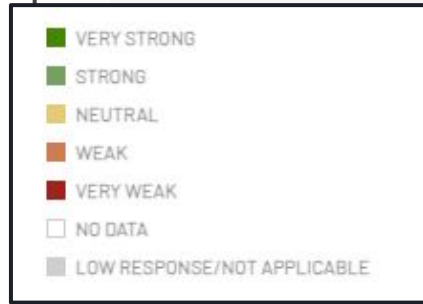 VERY STRONG
STRONG
NEUTRAL
WEAK
VERY WEAK
NO DATA
LOW RESPONSE/NOT APPLICABLE